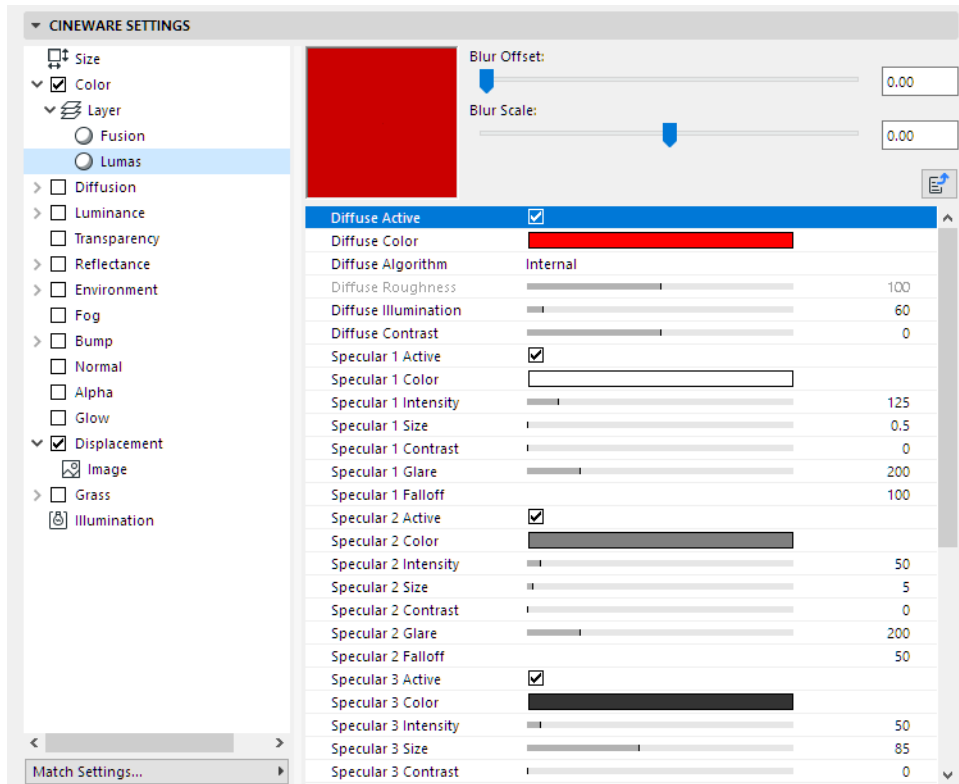 CINEWARE SETTINGS
Size
Color
Layer
Fusion
Lumas
Diffusion
Luminance
Transparency
Reflectance
Environment
Fog
Bump
Normal
Alpha
Glow
Displacement
Image
Grass
Illumination
Match Settings...
Blur Offset:
0.00
Blur Scale:
0.00
Diffuse Active
Diffuse Color
Diffuse Algorithm Internal
Diffuse Roughness 100
Diffuse Illumination 60
Diffuse Contrast 0
Specular 1 Active
Specular 1 Color
Specular 1 Intensity 125
Specular 1 Size 0.5
Specular 1 Contrast 0
Specular 1 Glare 200
Specular 1 Falloff 100
Specular 2 Active
Specular 2 Color
Specular 2 Intensity 50
Specular 2 Size 5
Specular 2 Contrast 0
Specular 2 Glare 200
Specular 2 Falloff 50
Specular 3 Active
Specular 3 Color
Specular 3 Intensity 50
Specular 3 Size 85
Specular 3 Contrast 0